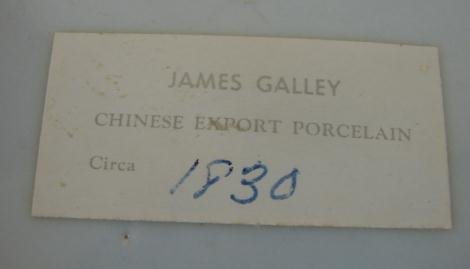 JAMES GALLEY
CHINESE EXPORT PORCELAIN
Circa 1830